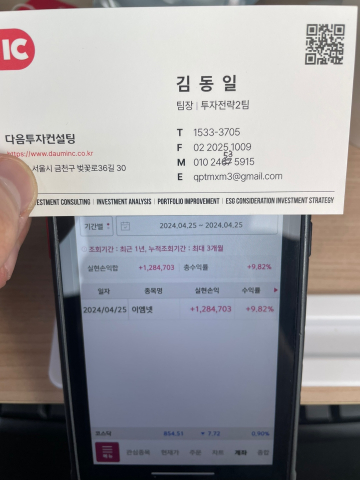 IC
김동일
팀장 | 투자전략2팀
다음투자컨설팅
https://www.dauminc.co.kr
서울시 금천구 벚꽃로36길 30
T 1533-3705
F 02 2025 1009
53
M 010 2467 5915
E qptmxm3@gmail.com
ESTMENT CONSULTING | INVESTMENT ANALYSIS | PORTFOLIO IMPROVEMENT | ESG CONSIDERATION INVESTMENT STRATEGY
기간별 2024.04.25 ~ 2024.04.25
조회기간 : 최근 1년, 누적조회기간 : 최대 3개월
실현손익합 +1,284,703 총수익률 +9.82%
일자 종목명 실현손익 수익률
2024/04/25 아벰넷 +1,284,703 +9.82%
코스닥 854.51 ▼ 7.72 0.90%
메뉴 관심종목 현재가 주문 차트 계좌 종합